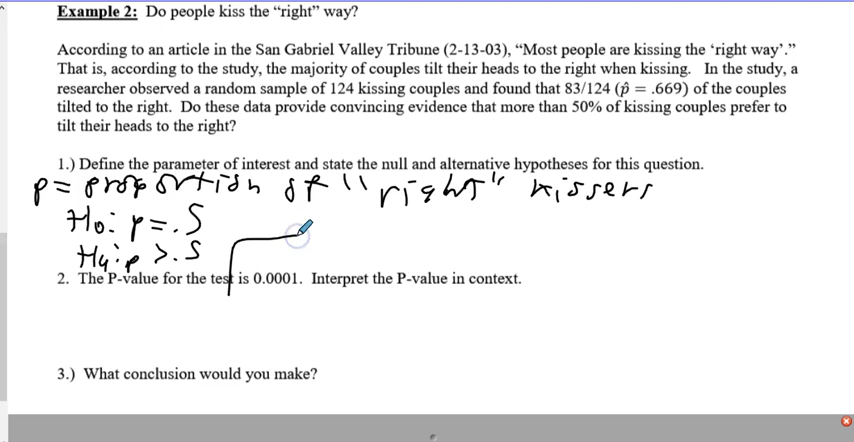 Example 2: Do people kiss the “right” way?
According to an article in the San Gabriel Valley Tribune (2-13-03), “Most people are kissing the ‘right way’.”
That is, according to the study, the majority of couples tilt their heads to the right when kissing. In the study, a
researcher observed a random sample of 124 kissing couples and found that 83/124 (p̂ = .669) of the couples
tilted to the right. Do these data provide convincing evidence that more than 50% of kissing couples prefer to
tilt their heads to the right?
1.) Define the parameter of interest and state the null and alternative hypotheses for this question.
p = proportion of "right" kissers
Ho: p = .5
Ha: p > .5
2. The P-value for the test is 0.0001. Interpret the P-value in context.
3.) What conclusion would you make?